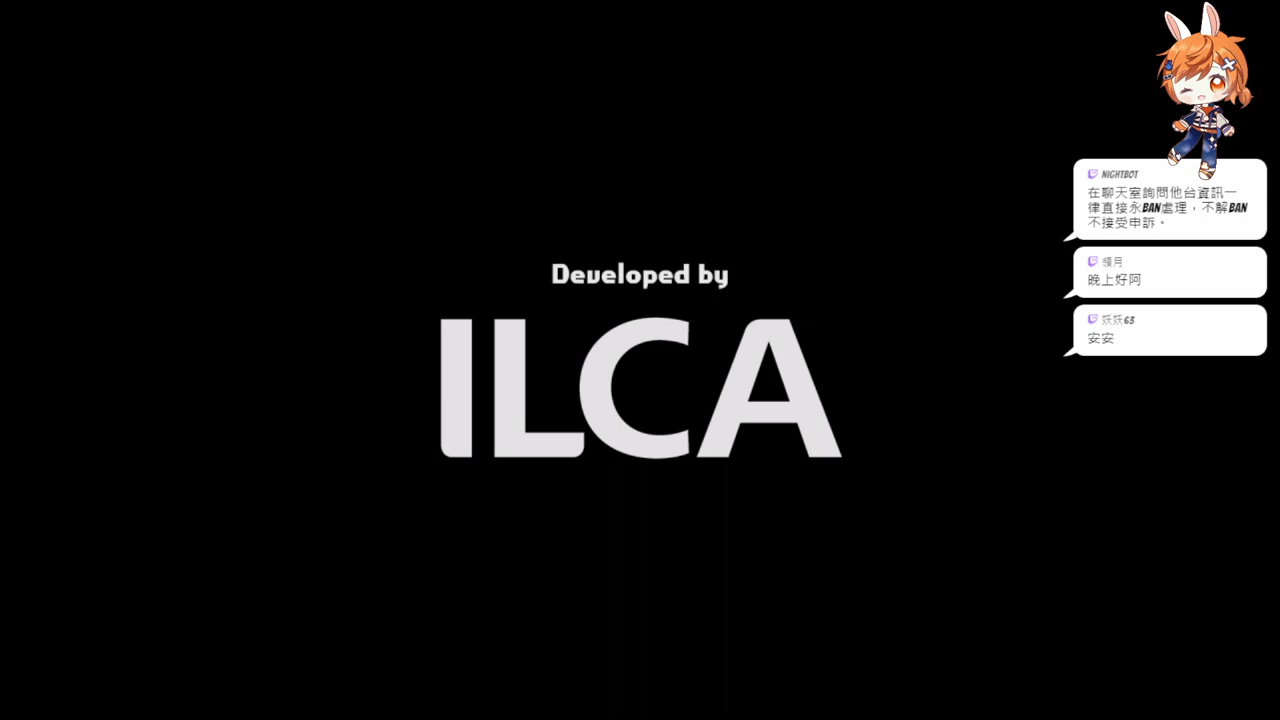 Developed by
ILCA
NIGHTBOT
在聊天室詢問他台資訊一
律直接永BAN處理，不解BAN
不接受申訴。
領月
晚上好阿
妖妖63
安安